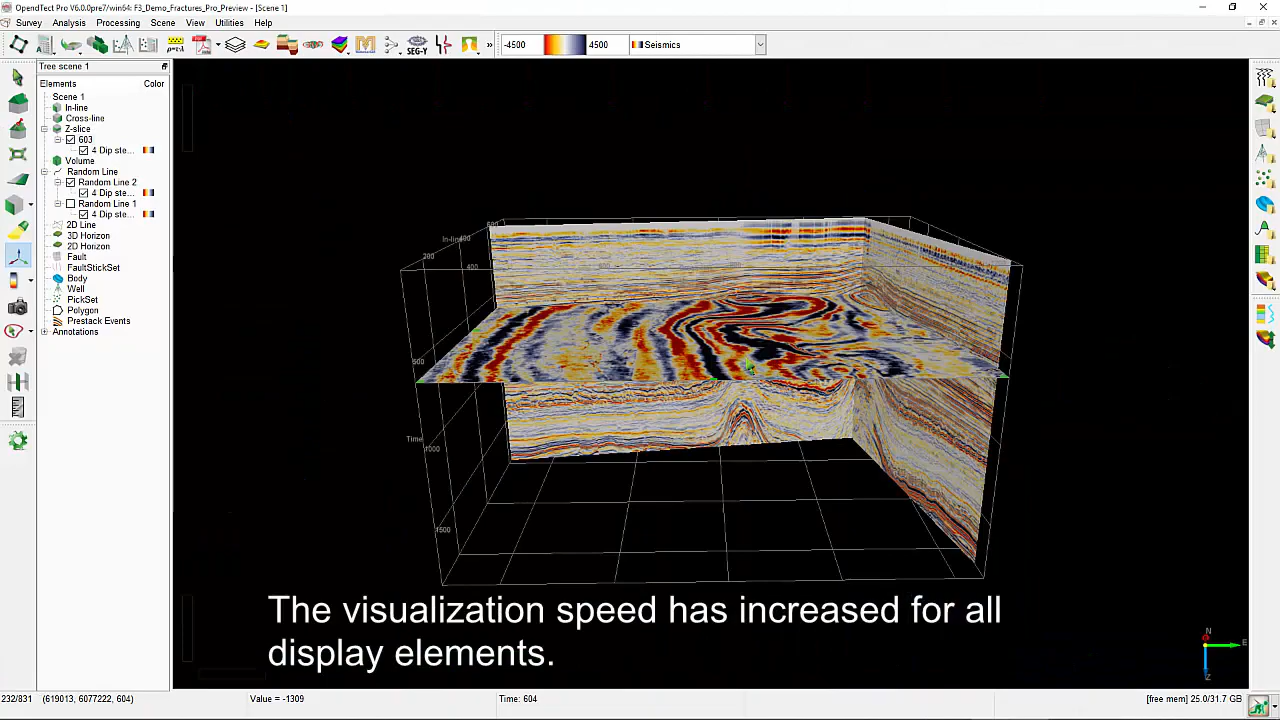 OpendTect Pro V6.0.0pre7/win64: F3_Demo_Fractures_Pro_Preview - [Scene 1]
Survey Analysis Processing Scene View Utilities Help
SEG-Y » -4500 4500 Seismics
Tree scene 1
Elements Color
Scene 1
In-line
Cross-line
Z-slice
603
4 Dip ste...
Volume
Random Line
Random Line 2
4 Dip ste...
Random Line 1
4 Dip ste...
2D Line
3D Horizon
2D Horizon
Fault
FaultStickSet
Body
Well
PickSet
Polygon
Prestack Events
Annotations
In-line
200
400
400
500
Time
1000
1500
The visualization speed has increased for all
display elements.
N
E
Z
232/831 (619013, 6077222, 604) Value = -1309 Time: 604 [free mem] 25.0/31.7 GB